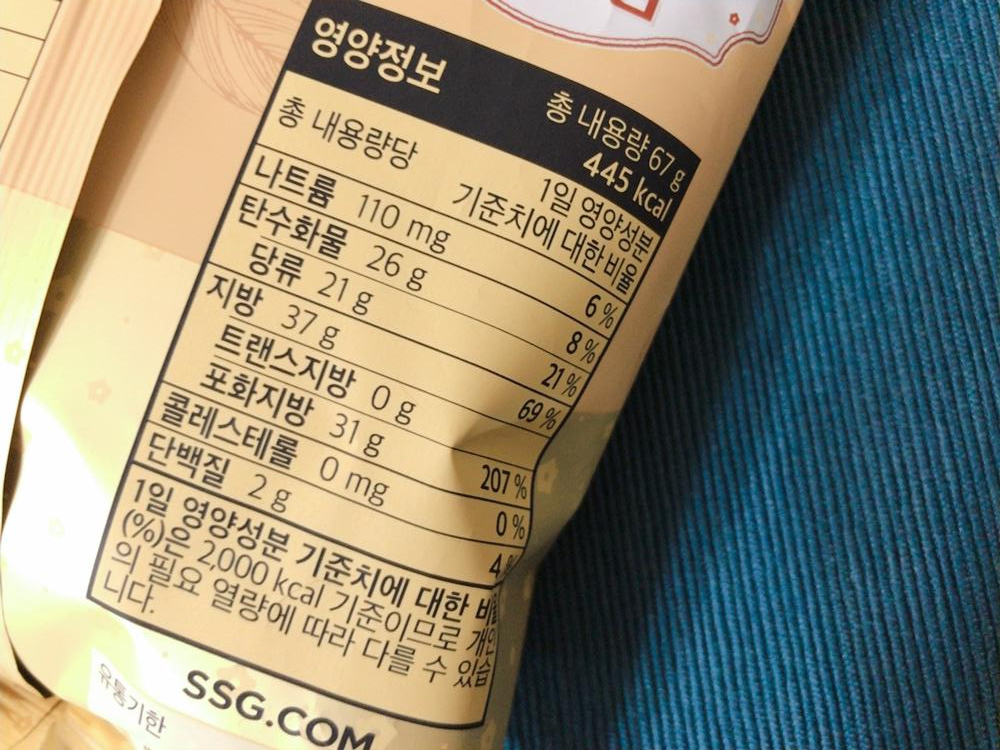 영양정보
총 내용량 67 g
445 kcal
총 내용량당
1일 영양성분
기준치에 대한 비율
나트륨 110 mg 6 %
탄수화물 26 g 8 %
당류 21 g 21 %
지방 37 g 69 %
트랜스지방 0 g
포화지방 31 g 207 %
콜레스테롤 0 mg 0 %
단백질 2 g 4 %
1일 영양성분 기준치에 대한 비율
(%)은 2,000 kcal 기준이므로 개인
의 필요 열량에 따라 다를 수 있습
니다.
SSG.COM
유통기한